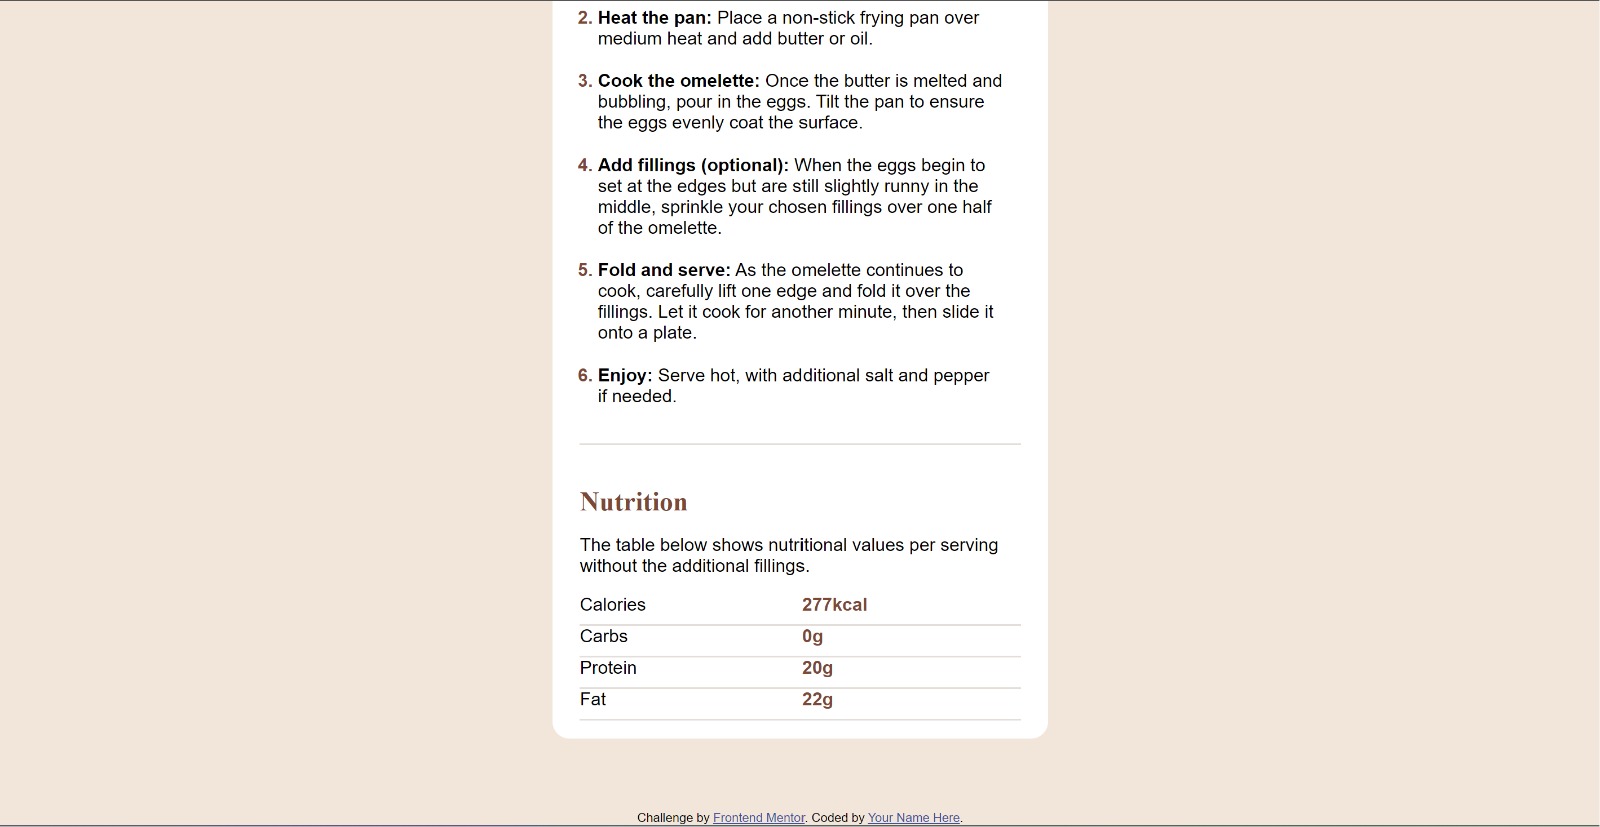 2. Heat the pan: Place a non-stick frying pan over
medium heat and add butter or oil.
3. Cook the omelette: Once the butter is melted and
bubbling, pour in the eggs. Tilt the pan to ensure
the eggs evenly coat the surface.
4. Add fillings (optional): When the eggs begin to
set at the edges but are still slightly runny in the
middle, sprinkle your chosen fillings over one half
of the omelette.
5. Fold and serve: As the omelette continues to
cook, carefully lift one edge and fold it over the
fillings. Let it cook for another minute, then slide it
onto a plate.
6. Enjoy: Serve hot, with additional salt and pepper
if needed.
Nutrition
The table below shows nutritional values per serving
without the additional fillings.
Calories 277kcal
Carbs 0g
Protein 20g
Fat 22g
Challenge by Frontend Mentor. Coded by Your Name Here.